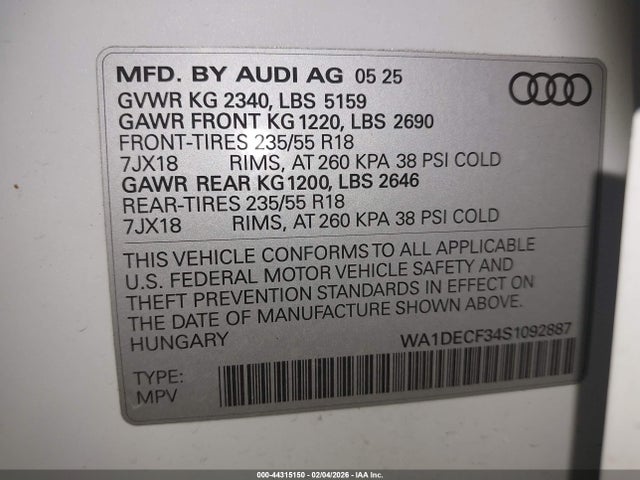 MFD. BY AUDI AG 05 25
GVWR KG 2340, LBS 5159
GAWR FRONT KG 1220, LBS 2690
FRONT-TIRES 235/55 R18
7JX18 RIMS, AT 260 KPA 38 PSI COLD
GAWR REAR KG 1200, LBS 2646
REAR-TIRES 235/55 R18
7JX18 RIMS, AT 260 KPA 38 PSI COLD
THIS VEHICLE CONFORMS TO ALL APPLICABLE
U.S. FEDERAL MOTOR VEHICLE SAFETY AND
THEFT PREVENTION STANDARDS IN EFFECT ON
THE DATE OF MANUFACTURE SHOWN ABOVE.
HUNGARY
WA1DECF34S1092887
TYPE:
MPV
000-44315150 - 02/04/2026 - IAA Inc.